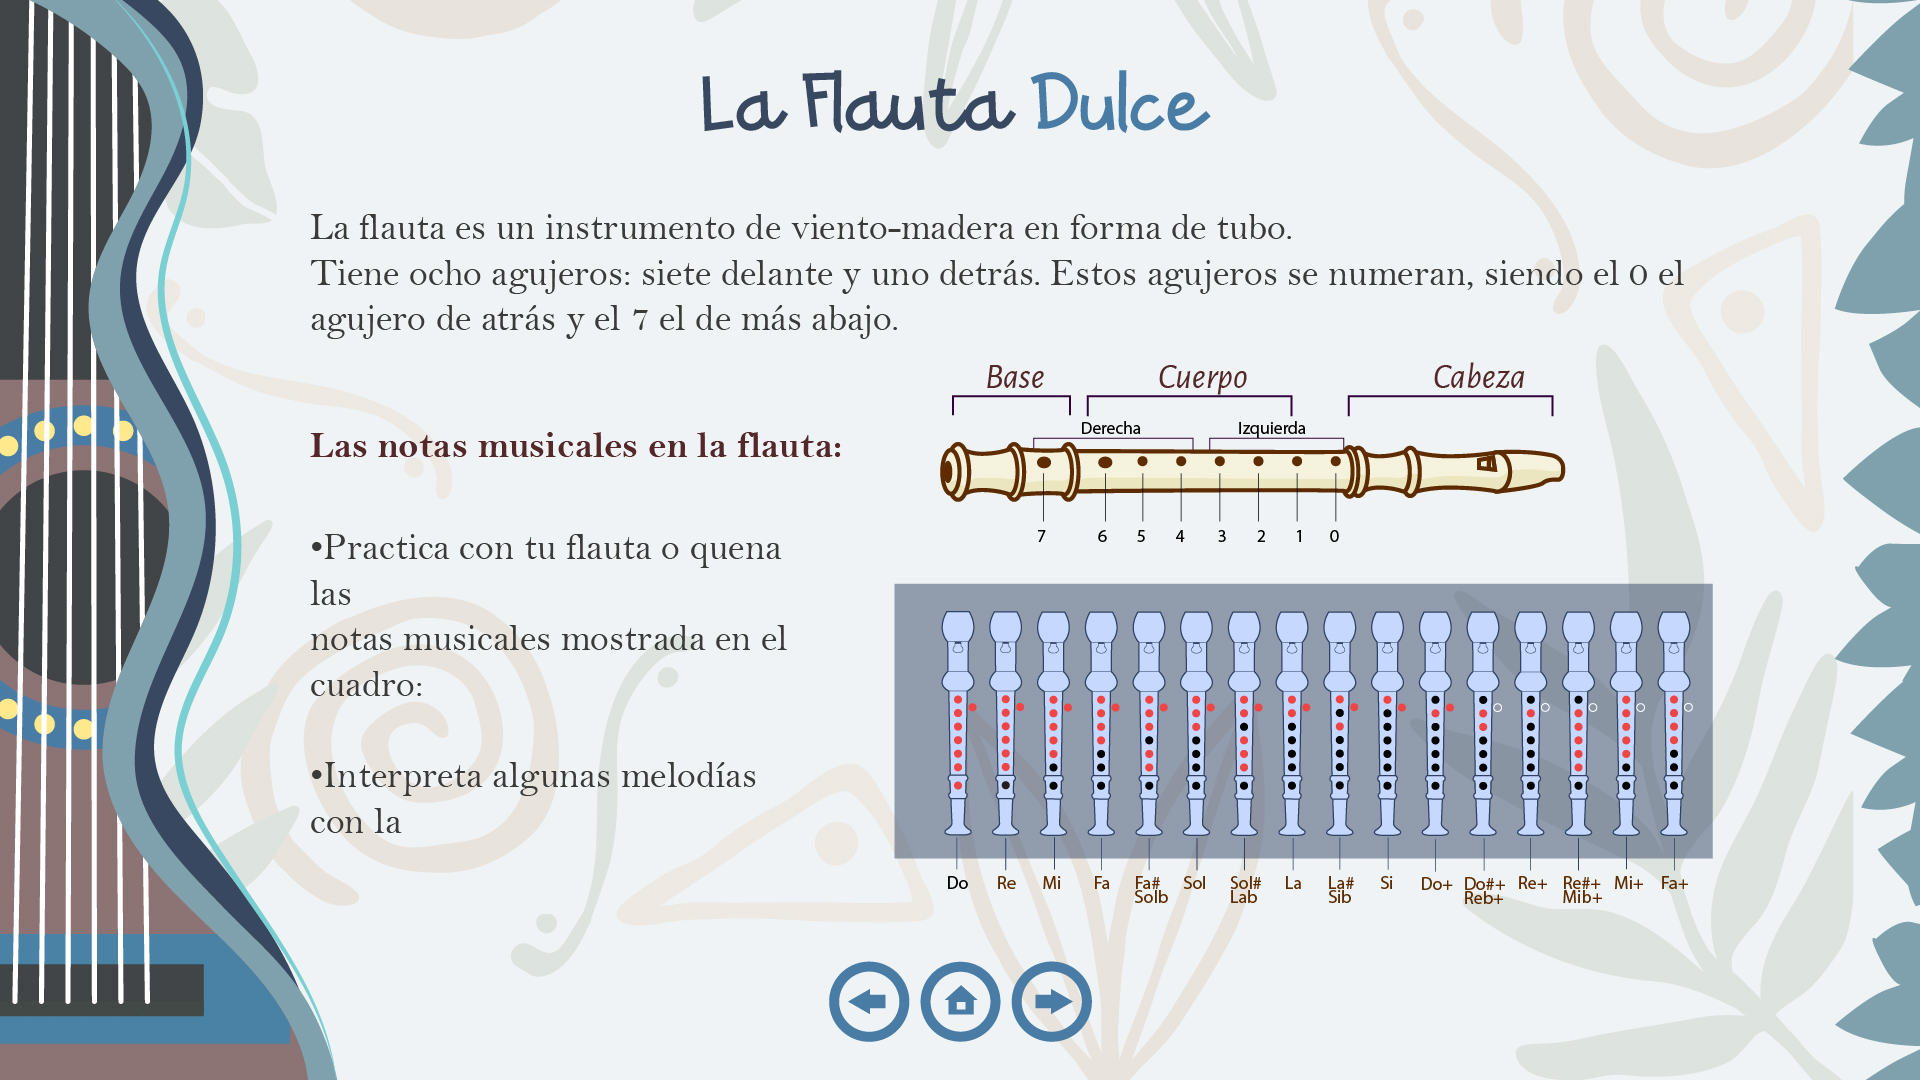 La Flauta Dulce
La flauta es un instrumento de viento-madera en forma de tubo.
Tiene ocho agujeros: siete delante y uno detrás. Estos agujeros se numeran, siendo el 0 el
agujero de atrás y el 7 el de más abajo.
Las notas musicales en la flauta:
•Practica con tu flauta o quena
las
notas musicales mostrada en el
cuadro:
•Interpreta algunas melodías
con la
Base Cuerpo Cabeza
Derecha Izquierda
7 6 5 4 3 2 1 0
Do Re Mi Fa Fa# Sol Sol# La La# Si Do+ Do#+ Re+ Re#+ Mi+ Fa+
Solb Lab Sib Reb+ Mib+